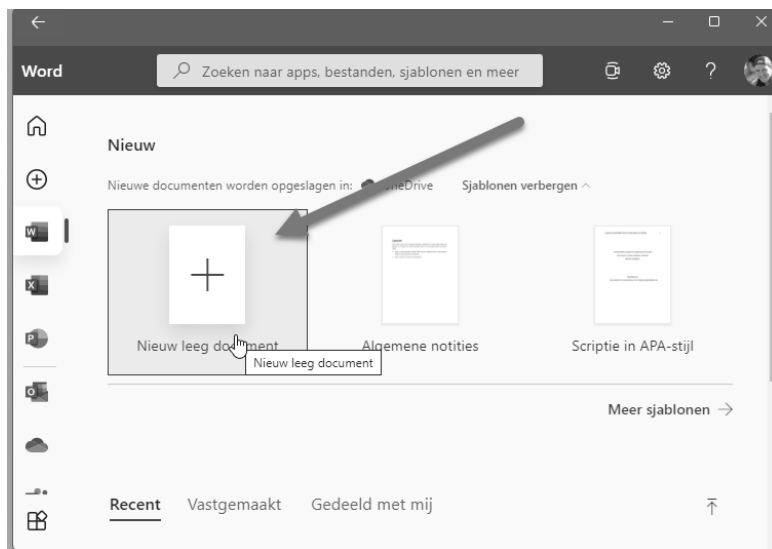 Word
Zoeken naar apps, bestanden, sjablonen en meer
Nieuw
Nieuwe documenten worden opgeslagen in: OneDrive Sjablonen verbergen
Nieuw leeg document
Nieuw leeg document
Algemene notities
Scriptie in APA-stijl
Meer sjablonen
Recent Vastgemaakt Gedeeld met mij